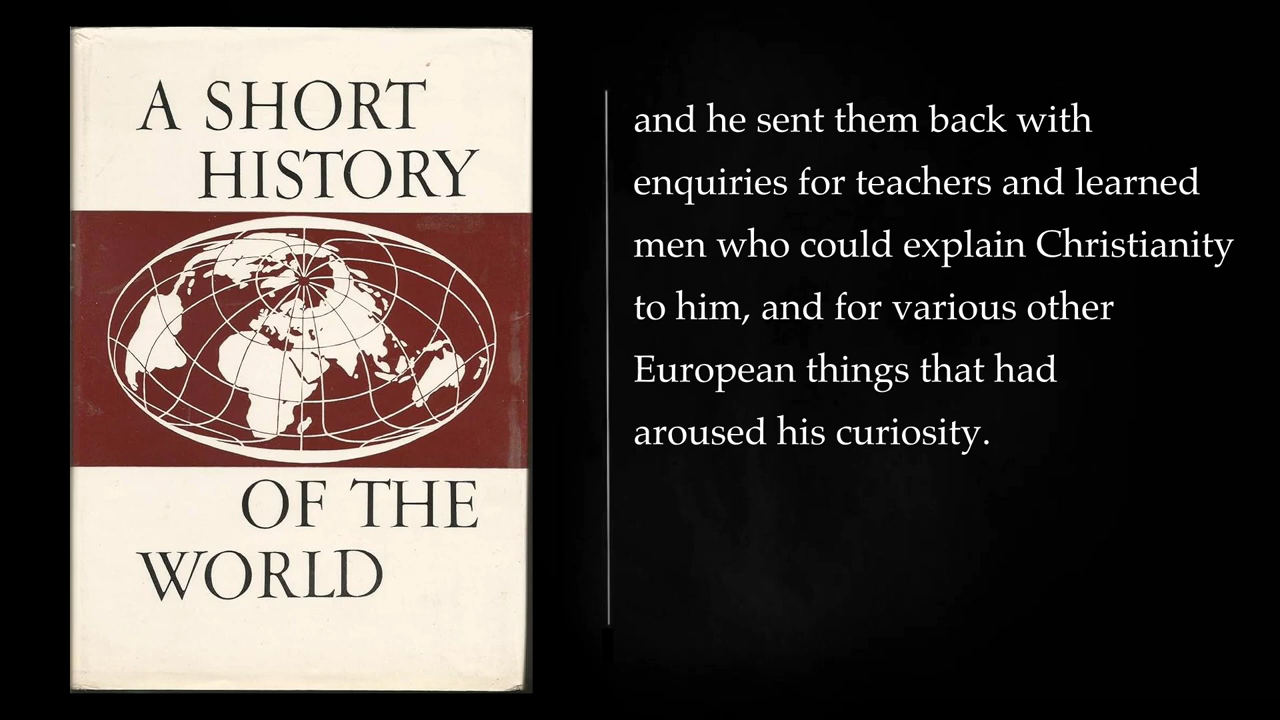 A SHORT
HISTORY
OF THE
WORLD
and he sent them back with
enquiries for teachers and learned
men who could explain Christianity
to him, and for various other
European things that had
aroused his curiosity.